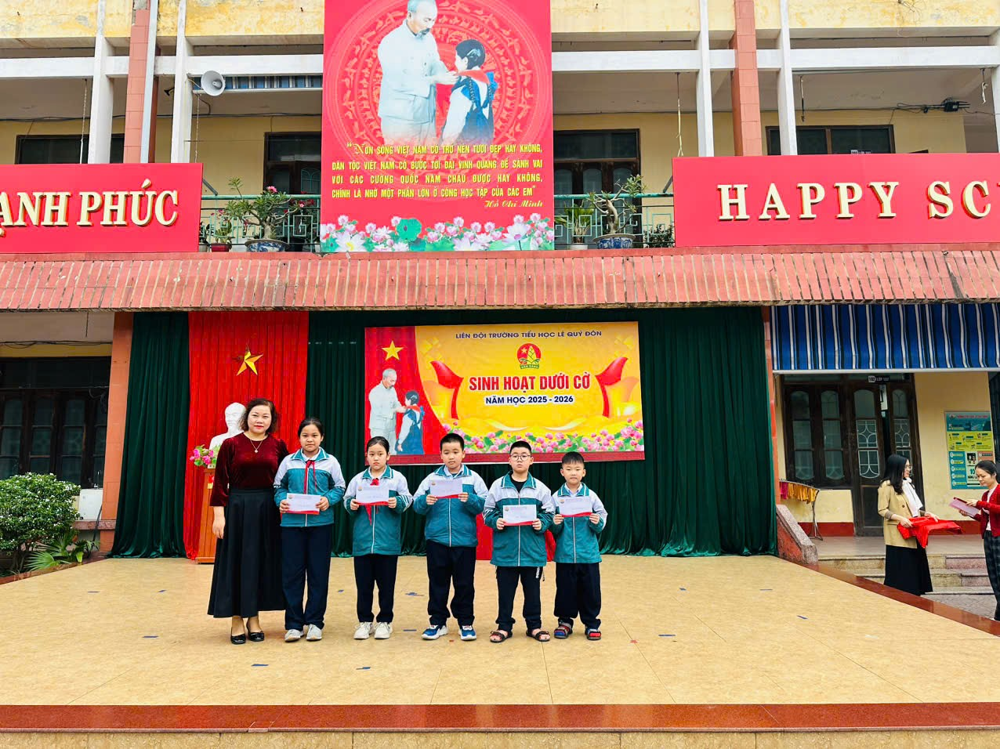 "NON SÔNG VIỆT NAM CÓ TRỞ NÊN TƯƠI ĐẸP HAY KHÔNG,
DÂN TỘC VIỆT NAM CÓ BƯỚC TỚI ĐÀI VINH QUANG ĐỂ SÁNH VAI
VỚI CÁC CƯỜNG QUỐC NĂM CHÂU ĐƯỢC HAY KHÔNG,
CHÍNH LÀ NHỜ MỘT PHẦN LỚN Ở CÔNG HỌC TẬP CỦA CÁC EM"
Hồ Chí Minh
ẠNH PHÚC
HAPPY SC
LIÊN ĐỘI TRƯỜNG TIỂU HỌC LÊ QUÝ ĐÔN
SINH HOẠT DƯỚI CỜ
NĂM HỌC 2025 - 2026